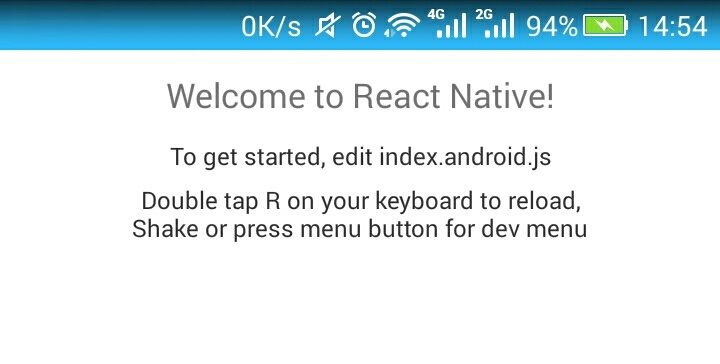 0K/s 4G 2G 94% 14:54
Welcome to React Native!
To get started, edit index.android.js
Double tap R on your keyboard to reload,
Shake or press menu button for dev menu